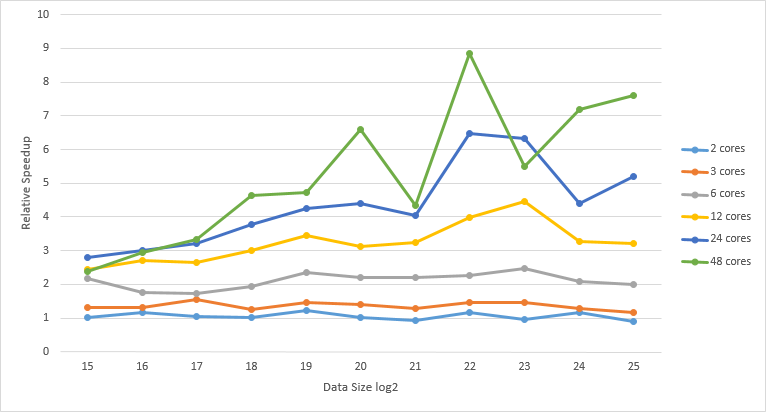 10
9
8
7
6
5
4
3
2
1
0
Relative Speedup
15 16 17 18 19 20 21 22 23 24 25
Data Size log2
2 cores
3 cores
6 cores
12 cores
24 cores
48 cores